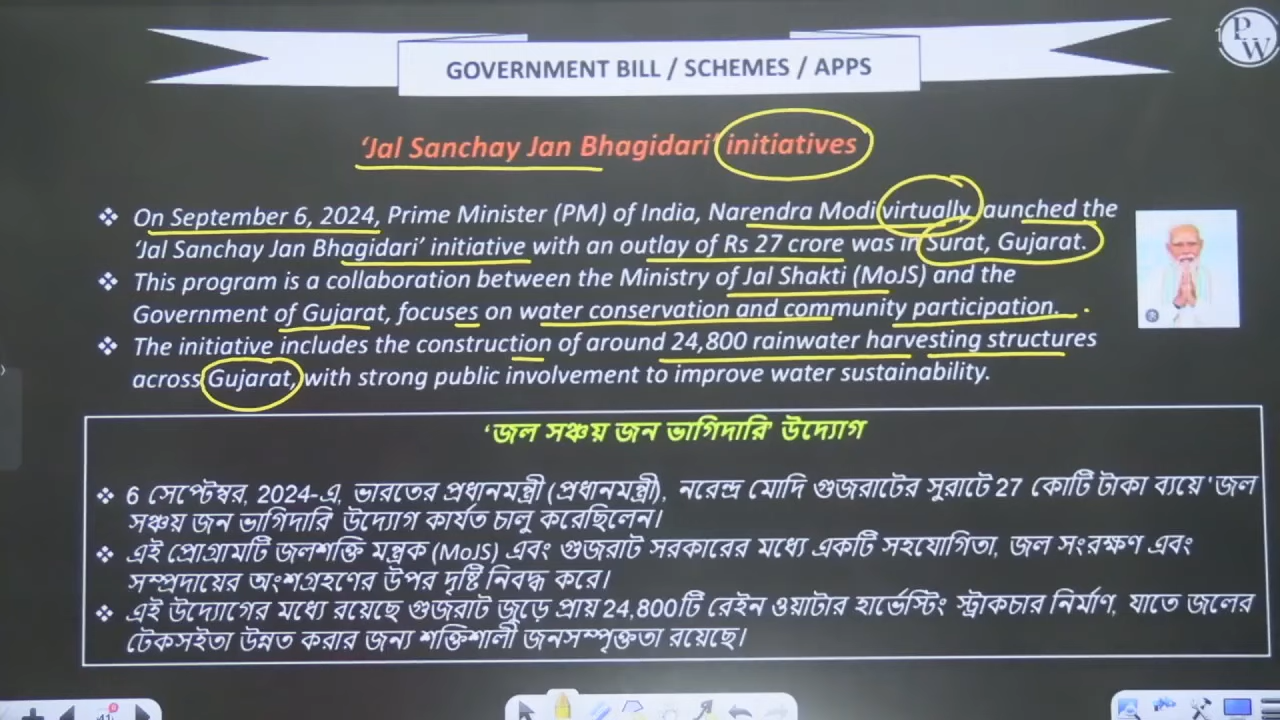 PW
GOVERNMENT BILL / SCHEMES / APPS
‘Jal Sanchay Jan Bhagidari’ initiatives
❖ On September 6, 2024, Prime Minister (PM) of India, Narendra Modi virtually launched the
‘Jal Sanchay Jan Bhagidari’ initiative with an outlay of Rs 27 crore was in Surat, Gujarat.
❖ This program is a collaboration between the Ministry of Jal Shakti (MoJS) and the
Government of Gujarat, focuses on water conservation and community participation.
❖ The initiative includes the construction of around 24,800 rainwater harvesting structures
across Gujarat, with strong public involvement to improve water sustainability.
‘জল সঞ্চয় জন ভাগিদারি’ উদ্যোগ
❖ 6 সেপ্টেম্বর, 2024-এ, ভারতের প্রধানমন্ত্রী (প্রধানমন্ত্রী), নরেন্দ্র মোদি গুজরাটের সুরাটে 27 কোটি টাকা ব্যয়ে ‘জল
সঞ্চয় জন ভাগিদারি’ উদ্যোগ কার্যত চালু করেছিলেন।
❖ এই প্রোগ্রামটি জলশক্তি মন্ত্রক (MoJS) এবং গুজরাট সরকারের মধ্যে একটি সহযোগিতা, জল সংরক্ষণ এবং
সম্প্রদায়ের অংশগ্রহণের উপর দৃষ্টি নিবদ্ধ করে।
❖ এই উদ্যোগের মধ্যে রয়েছে গুজরাট জুড়ে প্রায় 24,800টি রেইন ওয়াটার হার্ভেস্টিং স্ট্রাকচার নির্মাণ, যাতে জলের
টেকসইতা উন্নত করার জন্য শক্তিশালী জনসম্পৃক্ততা রয়েছে।
41